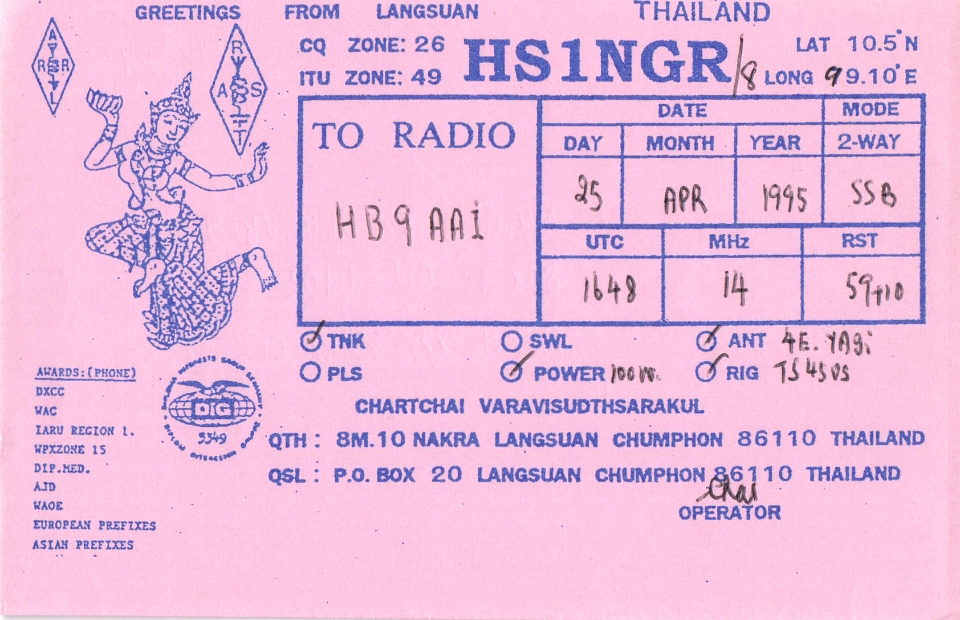 GREETINGS FROM LANGSUAN THAILAND
CQ ZONE: 26 HS1NGR/8 LAT 10.5°N
ITU ZONE: 49 LONG 99.10°E
RAST
TO RADIO
HB9AAI
DATE MODE
DAY MONTH YEAR 2-WAY
25 APR 1995 SSB
UTC MHz RST
1648 14 59+10
TNK SWL ANT 4E. YAGi
PLS POWER 100W. RIG TS450S
AWARDS:(PHONE)
DXCC
WAC
IARU REGION 1.
WPXZONE 15
DIP.MED.
AJD
WAOE
EUROPEAN PREFIXES
ASIAN PREFIXES
DIG
5349
CHARTCHAI VARAVISUDTHSARAKUL
QTH : 8M.10 NAKRA LANGSUAN CHUMPHON 86110 THAILAND
QSL : P.O. BOX 20 LANGSUAN CHUMPHON 86110 THAILAND
Chai
OPERATOR